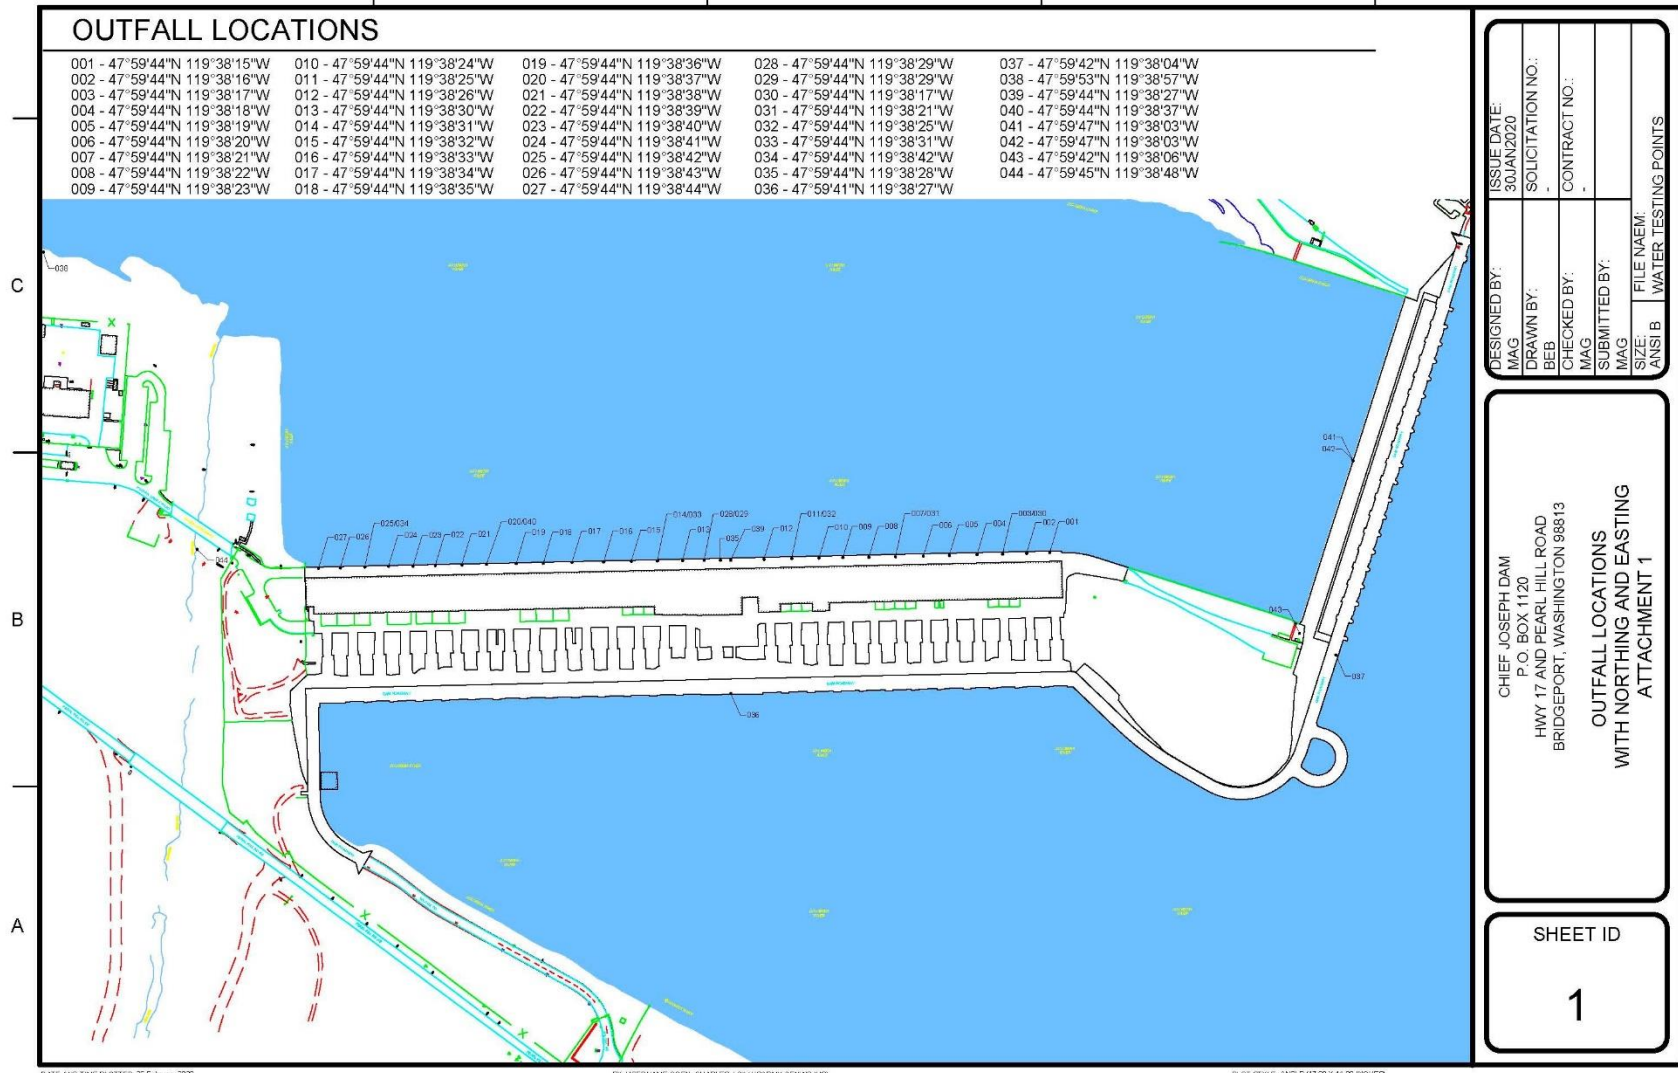 OUTFALL LOCATIONS
001 - 47°59'44"N 119°38'15"W
002 - 47°59'44"N 119°38'16"W
003 - 47°59'44"N 119°38'17"W
004 - 47°59'44"N 119°38'18"W
005 - 47°59'44"N 119°38'19"W
006 - 47°59'44"N 119°38'20"W
007 - 47°59'44"N 119°38'21"W
008 - 47°59'44"N 119°38'22"W
009 - 47°59'44"N 119°38'23"W
010 - 47°59'44"N 119°38'24"W
011 - 47°59'44"N 119°38'25"W
012 - 47°59'44"N 119°38'26"W
013 - 47°59'44"N 119°38'30"W
014 - 47°59'44"N 119°38'31"W
015 - 47°59'44"N 119°38'32"W
016 - 47°59'44"N 119°38'33"W
017 - 47°59'44"N 119°38'34"W
018 - 47°59'44"N 119°38'35"W
019 - 47°59'44"N 119°38'36"W
020 - 47°59'44"N 119°38'37"W
021 - 47°59'44"N 119°38'38"W
022 - 47°59'44"N 119°38'39"W
023 - 47°59'44"N 119°38'40"W
024 - 47°59'44"N 119°38'41"W
025 - 47°59'44"N 119°38'42"W
026 - 47°59'44"N 119°38'43"W
027 - 47°59'44"N 119°38'44"W
028 - 47°59'44"N 119°38'29"W
029 - 47°59'44"N 119°38'29"W
030 - 47°59'44"N 119°38'17"W
031 - 47°59'44"N 119°38'21"W
032 - 47°59'44"N 119°38'25"W
033 - 47°59'44"N 119°38'31"W
034 - 47°59'44"N 119°38'42"W
035 - 47°59'44"N 119°38'28"W
036 - 47°59'41"N 119°38'27"W
037 - 47°59'42"N 119°38'04"W
038 - 47°59'53"N 119°38'57"W
039 - 47°59'44"N 119°38'27"W
040 - 47°59'44"N 119°38'37"W
041 - 47°59'47"N 119°38'03"W
042 - 47°59'47"N 119°38'03"W
043 - 47°59'42"N 119°38'06"W
044 - 47°59'45"N 119°38'48"W
C
B
A
038
041
042
044
027
026
025/034
024
023
022
021
020/040
019
018
017
016
015
014/033
013
028/029
035
039
012
011/032
010
009
008
007/031
006
005
004
003/030
002
001
043
037
036
ISSUE DATE:
30JAN2020
SOLICITATION NO.:
-
CONTRACT NO.:
-
DESIGNED BY:
MAG
DRAWN BY:
BEB
CHECKED BY:
MAG
SUBMITTED BY:
MAG
SIZE:
ANSI B
FILE NAEM:
WATER TESTING POINTS
CHIEF JOSEPH DAM
P.O. BOX 1120
HWY 17 AND PEARL HILL ROAD
BRIDGEPORT, WASHINGTON 98813
OUTFALL LOCATIONS
WITH NORTHING AND EASTING
ATTACHMENT 1
SHEET ID
1